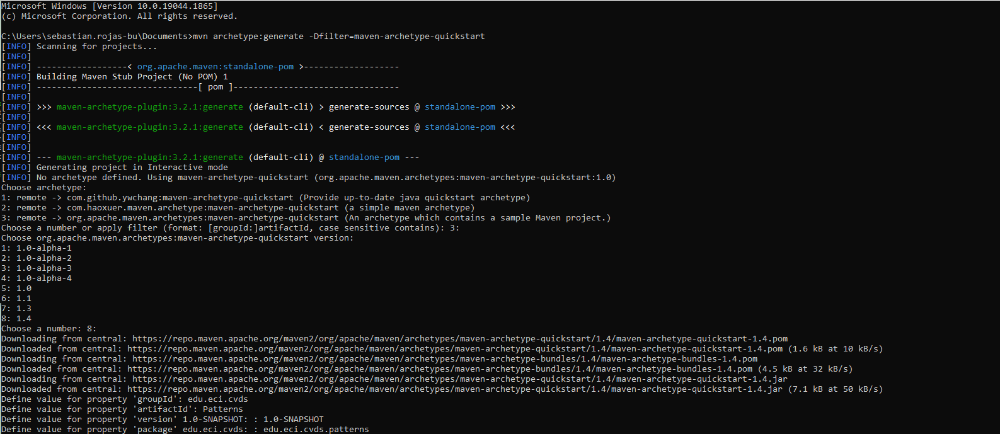 Microsoft Windows [Version 10.0.19044.1865]
(c) Microsoft Corporation. All rights reserved.
C:\Users\sebastian.rojas-bu\Documents>mvn archetype:generate -Dfilter=maven-archetype-quickstart
[INFO] Scanning for projects...
[INFO]
[INFO] ------------------< org.apache.maven:standalone-pom >-------------------
[INFO] Building Maven Stub Project (No POM) 1
[INFO] --------------------------------[ pom ]---------------------------------
[INFO]
[INFO] >>> maven-archetype-plugin:3.2.1:generate (default-cli) > generate-sources @ standalone-pom >>>
[INFO]
[INFO] <<< maven-archetype-plugin:3.2.1:generate (default-cli) < generate-sources @ standalone-pom <<<
[INFO]
[INFO]
[INFO] --- maven-archetype-plugin:3.2.1:generate (default-cli) @ standalone-pom ---
[INFO] Generating project in Interactive mode
[INFO] No archetype defined. Using maven-archetype-quickstart (org.apache.maven.archetypes:maven-archetype-quickstart:1.0)
Choose archetype:
1: remote -> com.github.ywchang:maven-archetype-quickstart (Provide up-to-date java quickstart archetype)
2: remote -> com.haoxuer.maven.archetype:maven-archetype-quickstart (a simple maven archetype)
3: remote -> org.apache.maven.archetypes:maven-archetype-quickstart (An archetype which contains a sample Maven project.)
Choose a number or apply filter (format: [groupId:]artifactId, case sensitive contains): 3:
Choose org.apache.maven.archetypes:maven-archetype-quickstart version:
1: 1.0-alpha-1
2: 1.0-alpha-2
3: 1.0-alpha-3
4: 1.0-alpha-4
5: 1.0
6: 1.1
7: 1.3
8: 1.4
Choose a number: 8:
Downloading from central: https://repo.maven.apache.org/maven2/org/apache/maven/archetypes/maven-archetype-quickstart/1.4/maven-archetype-quickstart-1.4.pom
Downloaded from central: https://repo.maven.apache.org/maven2/org/apache/maven/archetypes/maven-archetype-quickstart/1.4/maven-archetype-quickstart-1.4.pom (1.6 kB at 10 kB/s)
Downloading from central: https://repo.maven.apache.org/maven2/org/apache/maven/archetypes/maven-archetype-bundles/1.4/maven-archetype-bundles-1.4.pom
Downloaded from central: https://repo.maven.apache.org/maven2/org/apache/maven/archetypes/maven-archetype-bundles/1.4/maven-archetype-bundles-1.4.pom (4.5 kB at 32 kB/s)
Downloading from central: https://repo.maven.apache.org/maven2/org/apache/maven/archetypes/maven-archetype-quickstart/1.4/maven-archetype-quickstart-1.4.jar
Downloaded from central: https://repo.maven.apache.org/maven2/org/apache/maven/archetypes/maven-archetype-quickstart/1.4/maven-archetype-quickstart-1.4.jar (7.1 kB at 50 kB/s)
Define value for property 'groupId': edu.eci.cvds
Define value for property 'artifactId': Patterns
Define value for property 'version' 1.0-SNAPSHOT: : 1.0-SNAPSHOT
Define value for property 'package' edu.eci.cvds: : edu.eci.cvds.patterns